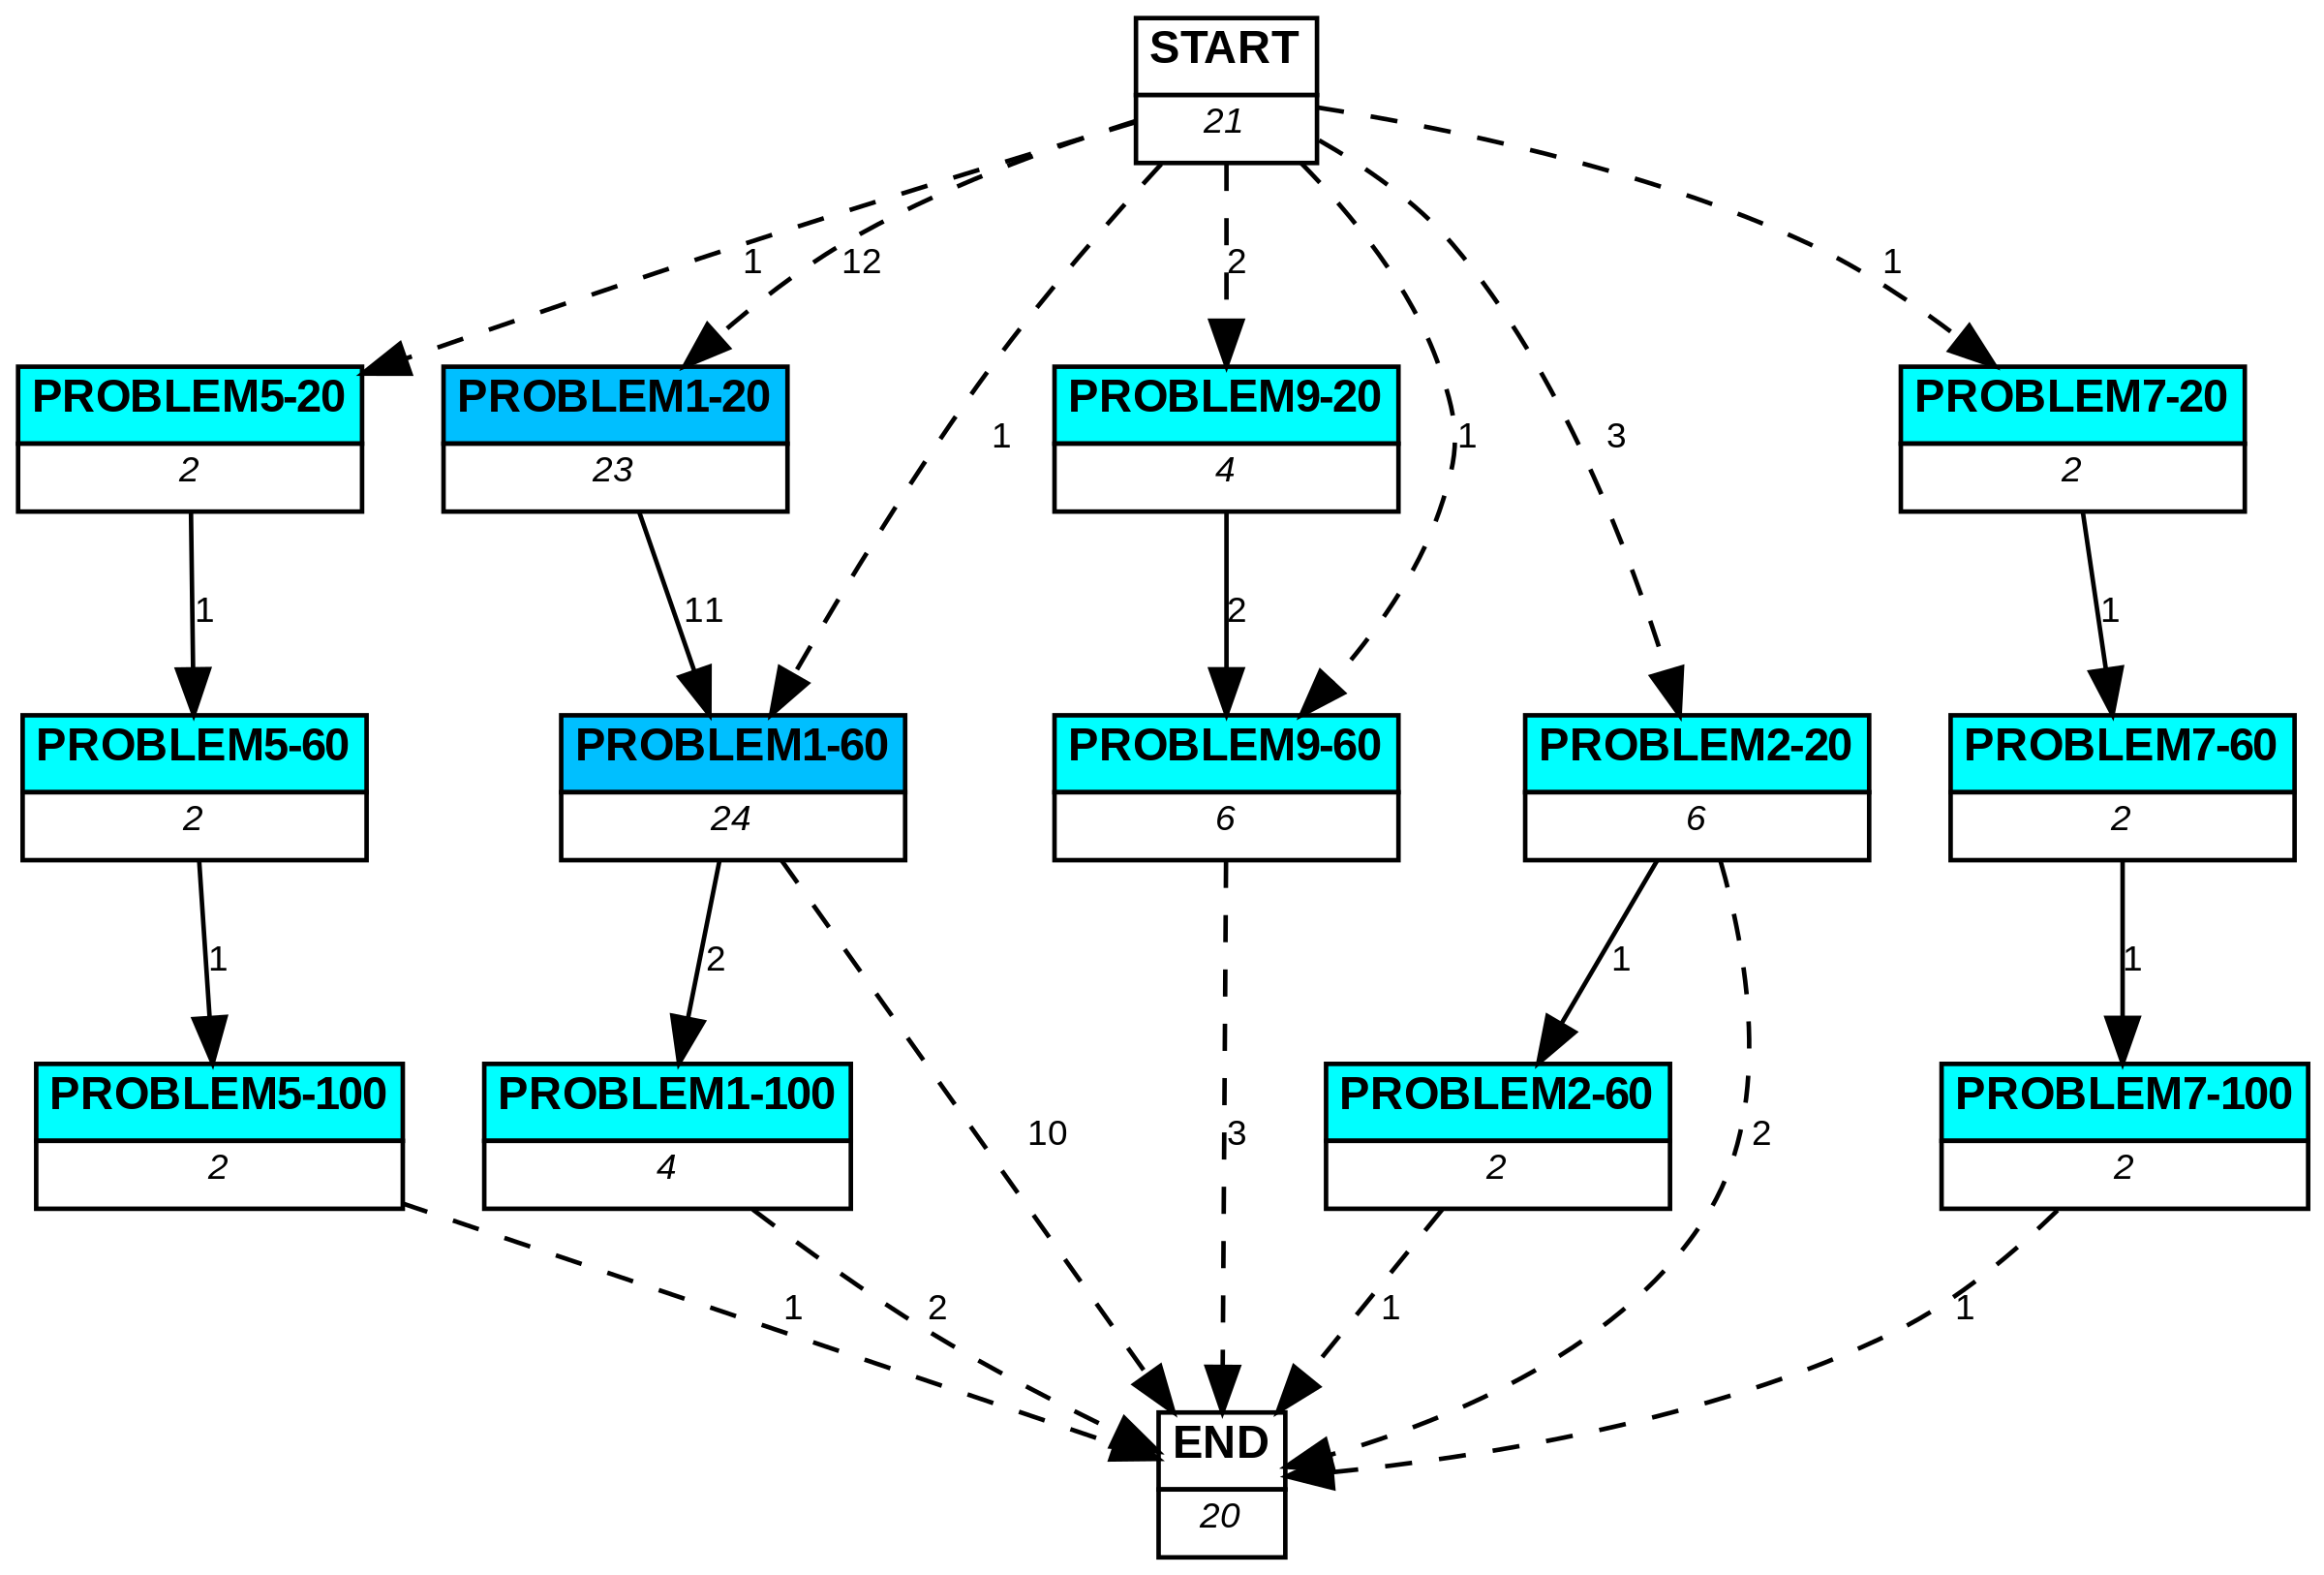 START
21
1
12
2
1
PROBLEM5-20
2
PROBLEM1-20
23
PROBLEM9-20
4
PROBLEM7-20
2
1
1
3
1
11
2
1
PROBLEM5-60
2
PROBLEM1-60
24
PROBLEM9-60
6
PROBLEM2-20
6
PROBLEM7-60
2
1
2
1
1
PROBLEM5-100
2
PROBLEM1-100
4
10
3
PROBLEM2-60
2
2
PROBLEM7-100
2
1
2
1
1
END
20